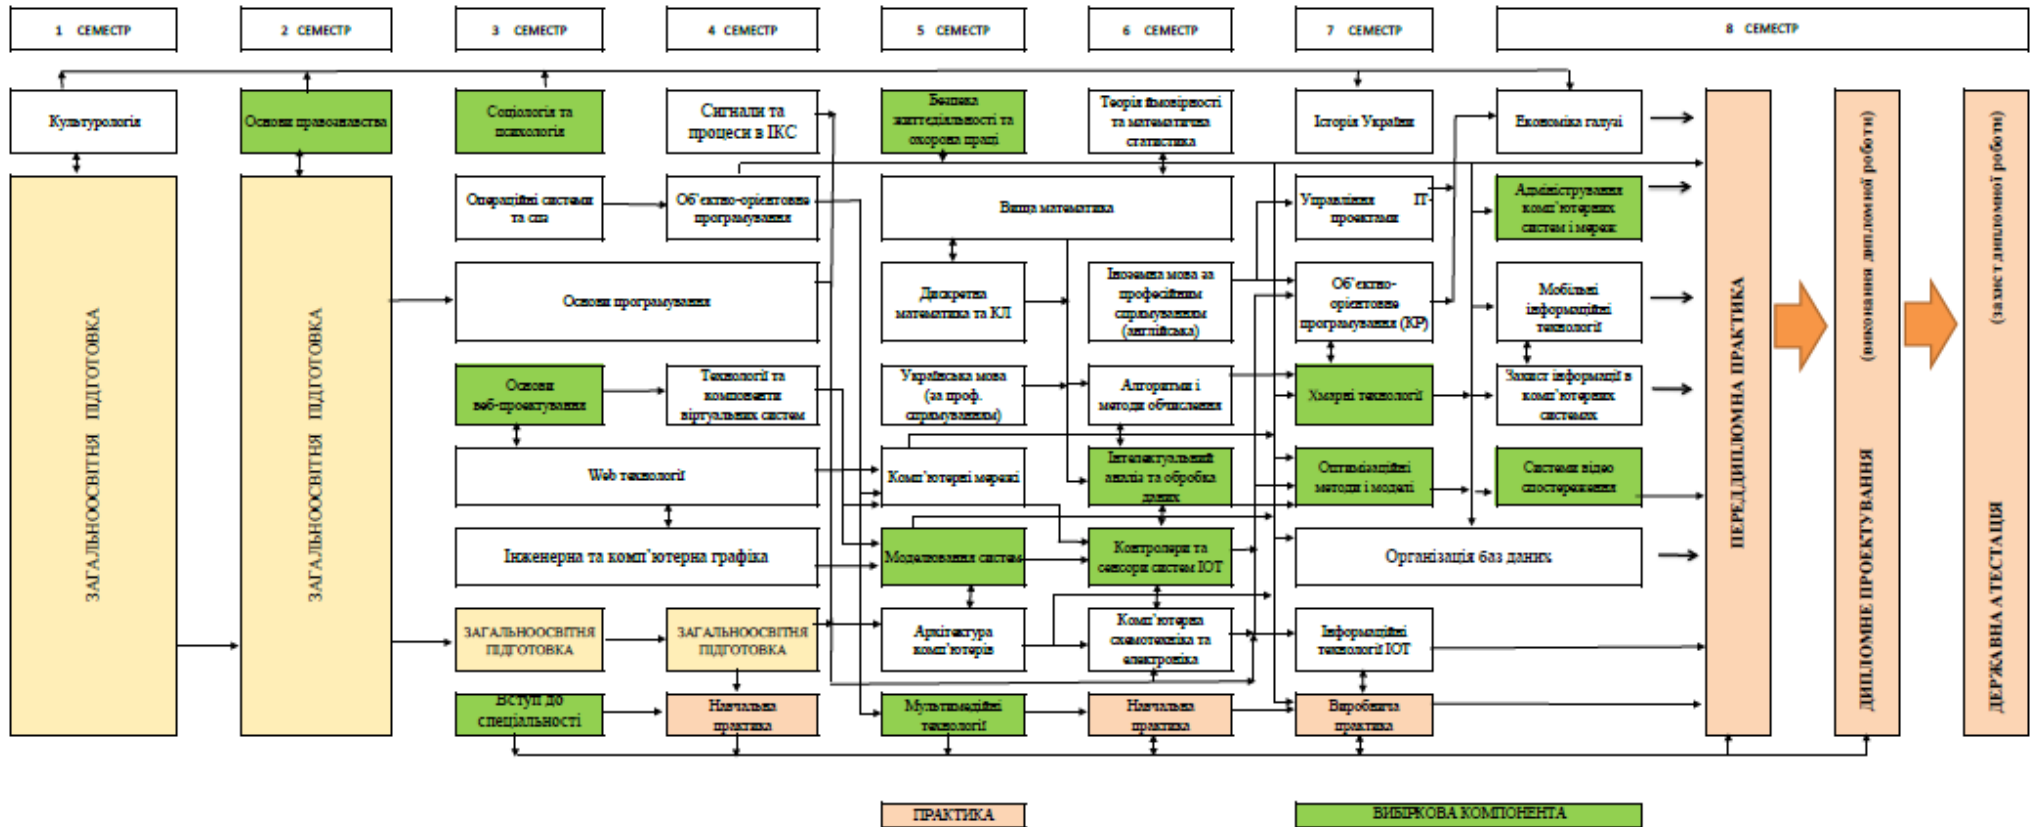 1 СЕМЕСТР
2 СЕМЕСТР
3 СЕМЕСТР
4 СЕМЕСТР
5 СЕМЕСТР
6 СЕМЕСТР
7 СЕМЕСТР
8 СЕМЕСТР
Культурологія
Основи правознавства
Соціологія та
психологія
Сигнали та
процеси в ІКС
Безпека
життєдіяльності та
охорона праці
Теорія ймовірності
та математична
статистика
Історія України
Економіка галузі
Операційні системи
та спз
Об'єктно-орієнтовне
програмування
Вища математика
Управління ІТ-
проектами
Адміністрування
комп'ютерних
систем і мереж
Основи програмування
Дискретна
математика та КЛ
Іноземна мова за
професійним
спрямуванням
(англійська)
Об'єктно-
орієнтовне
програмування (КР)
Мобільні
інформаційні
технології
Основи
веб-проектування
Технології та
компоненти
віртуальних систем
Українська мова
(за проф.
спрямуванням)
Алгоритми і
методи обчислення
Хмарні технології
Захист інформації в
комп'ютерних
системах
Web технології
Комп'ютерні мережі
Інтелектуальний
аналіз та обробка
даних
Оптимізаційні
методи і моделі
Системи відео
спостереження
Інженерна та комп'ютерна графіка
Моделювання систем
Контролери та
сенсори систем ІОТ
Організація баз даних
ЗАГАЛЬНООСВІТНЯ
ПІДГОТОВКА
ЗАГАЛЬНООСВІТНЯ
ПІДГОТОВКА
Архітектура
комп'ютерів
Комп'ютерна
схемотехніка та
електроніка
Інформаційні
технології ІОТ
Вступ до
спеціальності
Навчальна
практика
Мультимедійні
технології
Навчальна
практика
Виробнича
практика
ЗАГАЛЬНООСВІТНЯ ПІДГОТОВКА
ЗАГАЛЬНООСВІТНЯ ПІДГОТОВКА
ПЕРЕДДИПЛОМНА ПРАКТИКА
ДИПЛОМНЕ ПРОЕКТУВАННЯ (виконання дипломної роботи)
ДЕРЖАВНА АТЕСТАЦІЯ (захист дипломної роботи)
ПРАКТИКА
ВИБІРКОВА КОМПОНЕНТА